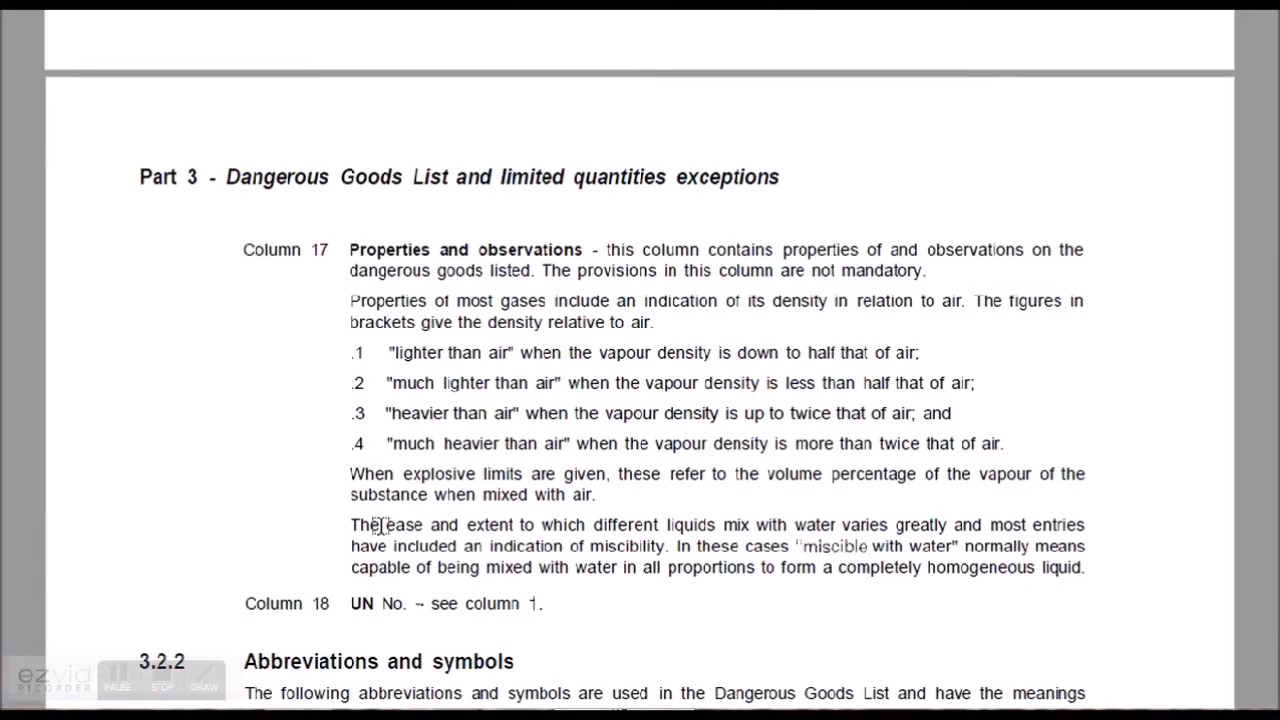 Part 3 - Dangerous Goods List and limited quantities exceptions
Column 17 Properties and observations - this column contains properties of and observations on the
dangerous goods listed. The provisions in this column are not mandatory.
Properties of most gases include an indication of its density in relation to air. The figures in
brackets give the density relative to air.
.1 "lighter than air" when the vapour density is down to half that of air;
.2 "much lighter than air" when the vapour density is less than half that of air;
.3 "heavier than air" when the vapour density is up to twice that of air; and
.4 "much heavier than air" when the vapour density is more than twice that of air.
When explosive limits are given, these refer to the volume percentage of the vapour of the
substance when mixed with air.
The ease and extent to which different liquids mix with water varies greatly and most entries
have included an indication of miscibility. In these cases "miscible with water" normally means
capable of being mixed with water in all proportions to form a completely homogeneous liquid.
Column 18 UN No. - see column 1.
3.2.2 Abbreviations and symbols
The following abbreviations and symbols are used in the Dangerous Goods List and have the meanings
ezvid
RECORDER
PAUSE STOP DRAW